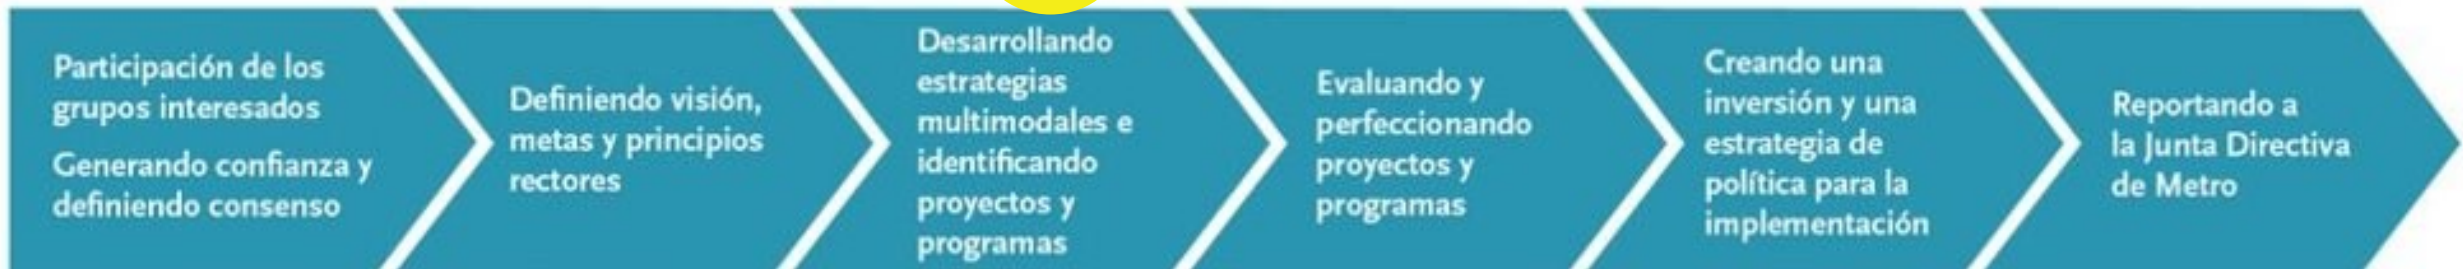 Participación de los
grupos interesados
Generando confianza y
definiendo consenso
Definiendo visión,
metas y principios
rectores
Desarrollando
estrategias
multimodales e
identificando
proyectos y
programas
Evaluando y
perfeccionando
proyectos y
programas
Creando una
inversión y una
estrategia de
política para la
implementación
Reportando a
la Junta Directiva
de Metro